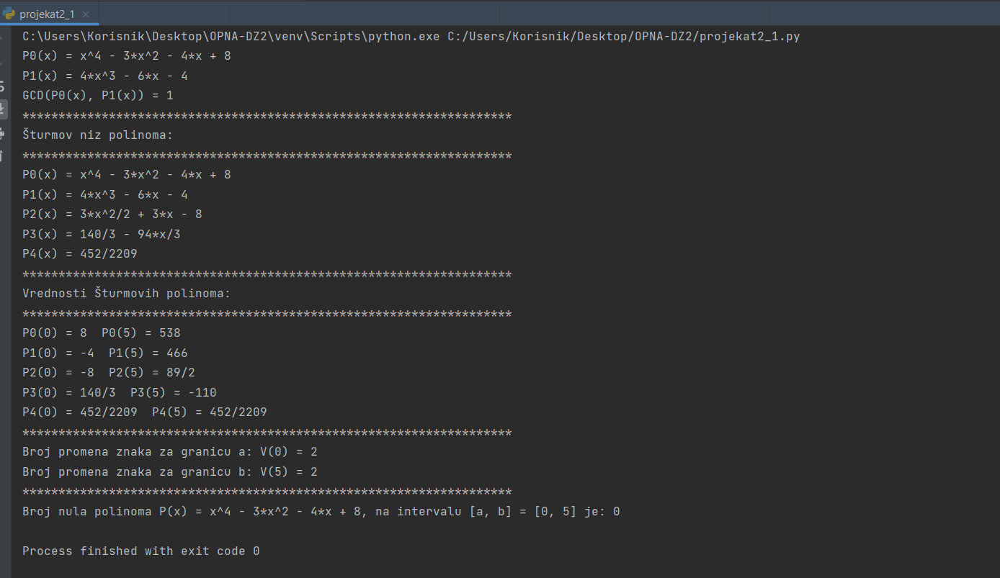 projekat2_1
C:\Users\Korisnik\Desktop\OPNA-DZ2\venv\Scripts\python.exe C:/Users/Korisnik/Desktop/OPNA-DZ2/projekat2_1.py
P0(x) = x^4 - 3*x^2 - 4*x + 8
P1(x) = 4*x^3 - 6*x - 4
GCD(P0(x), P1(x)) = 1
********************************************************************
Šturmov niz polinoma:
********************************************************************
P0(x) = x^4 - 3*x^2 - 4*x + 8
P1(x) = 4*x^3 - 6*x - 4
P2(x) = 3*x^2/2 + 3*x - 8
P3(x) = 140/3 - 94*x/3
P4(x) = 452/2209
********************************************************************
Vrednosti Šturmovih polinoma:
********************************************************************
P0(0) = 8  P0(5) = 538
P1(0) = -4  P1(5) = 466
P2(0) = -8  P2(5) = 89/2
P3(0) = 140/3  P3(5) = -110
P4(0) = 452/2209  P4(5) = 452/2209
********************************************************************
Broj promena znaka za granicu a: V(0) = 2
Broj promena znaka za granicu b: V(5) = 2
********************************************************************
Broj nula polinoma P(x) = x^4 - 3*x^2 - 4*x + 8, na intervalu [a, b] = [0, 5] je: 0
Process finished with exit code 0